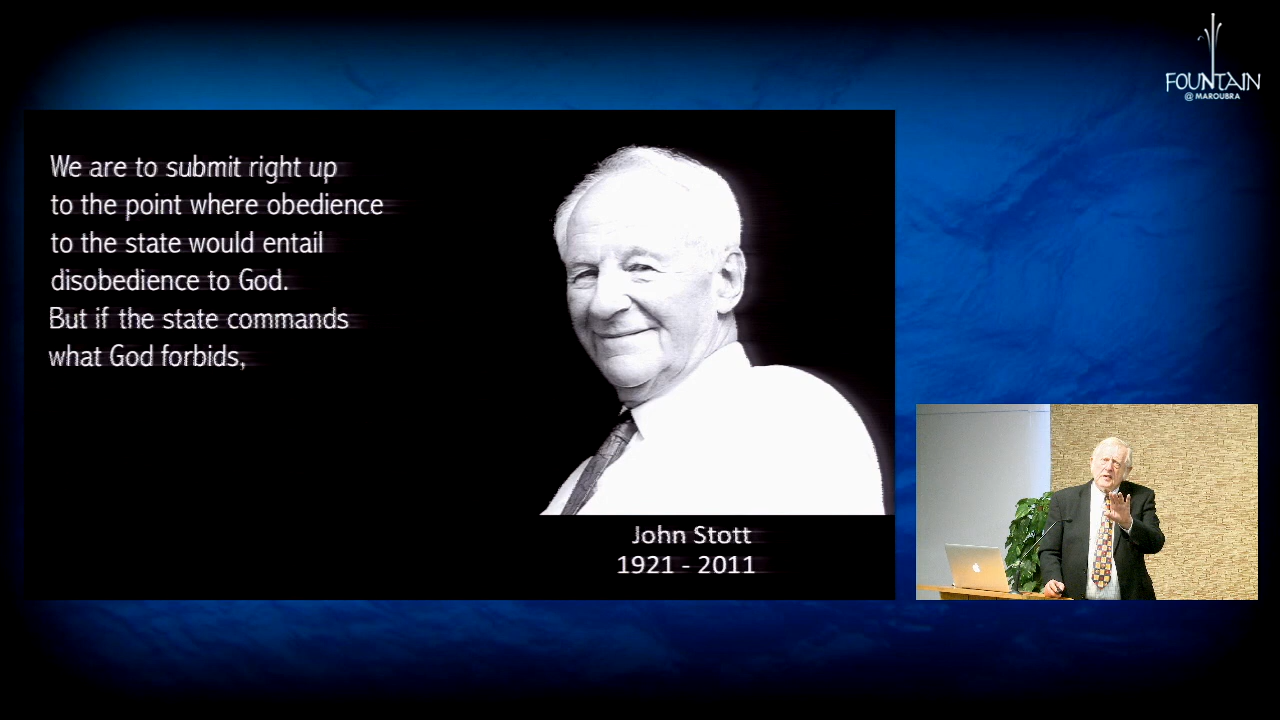 FOUNTAIN
@ MAROUBRA
We are to submit right up
to the point where obedience
to the state would entail
disobedience to God.
But if the state commands
what God forbids,
John Stott
1921 - 2011